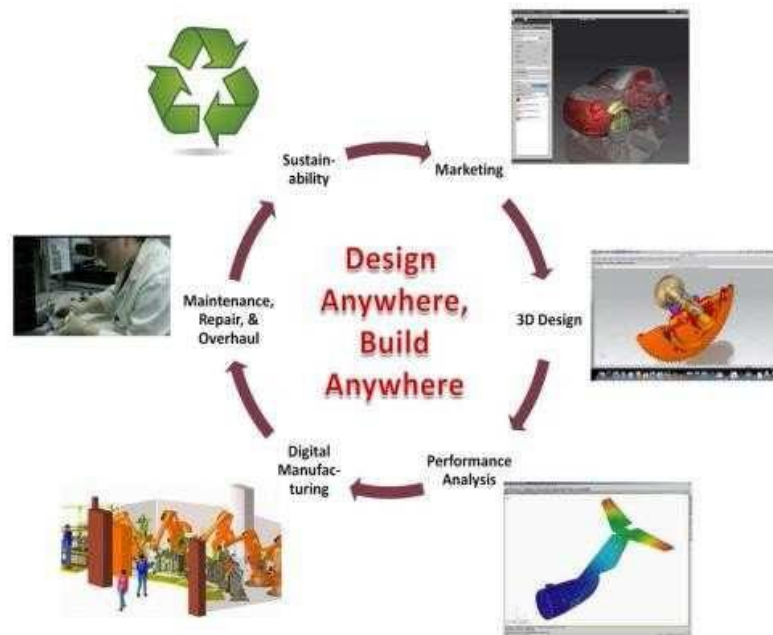 Sustain-
ability
Marketing
Design
Anywhere,
Build
Anywhere
3D Design
Maintenance,
Repair, &
Overhaul
Digital
Manufac-
turing
Performance
Analysis